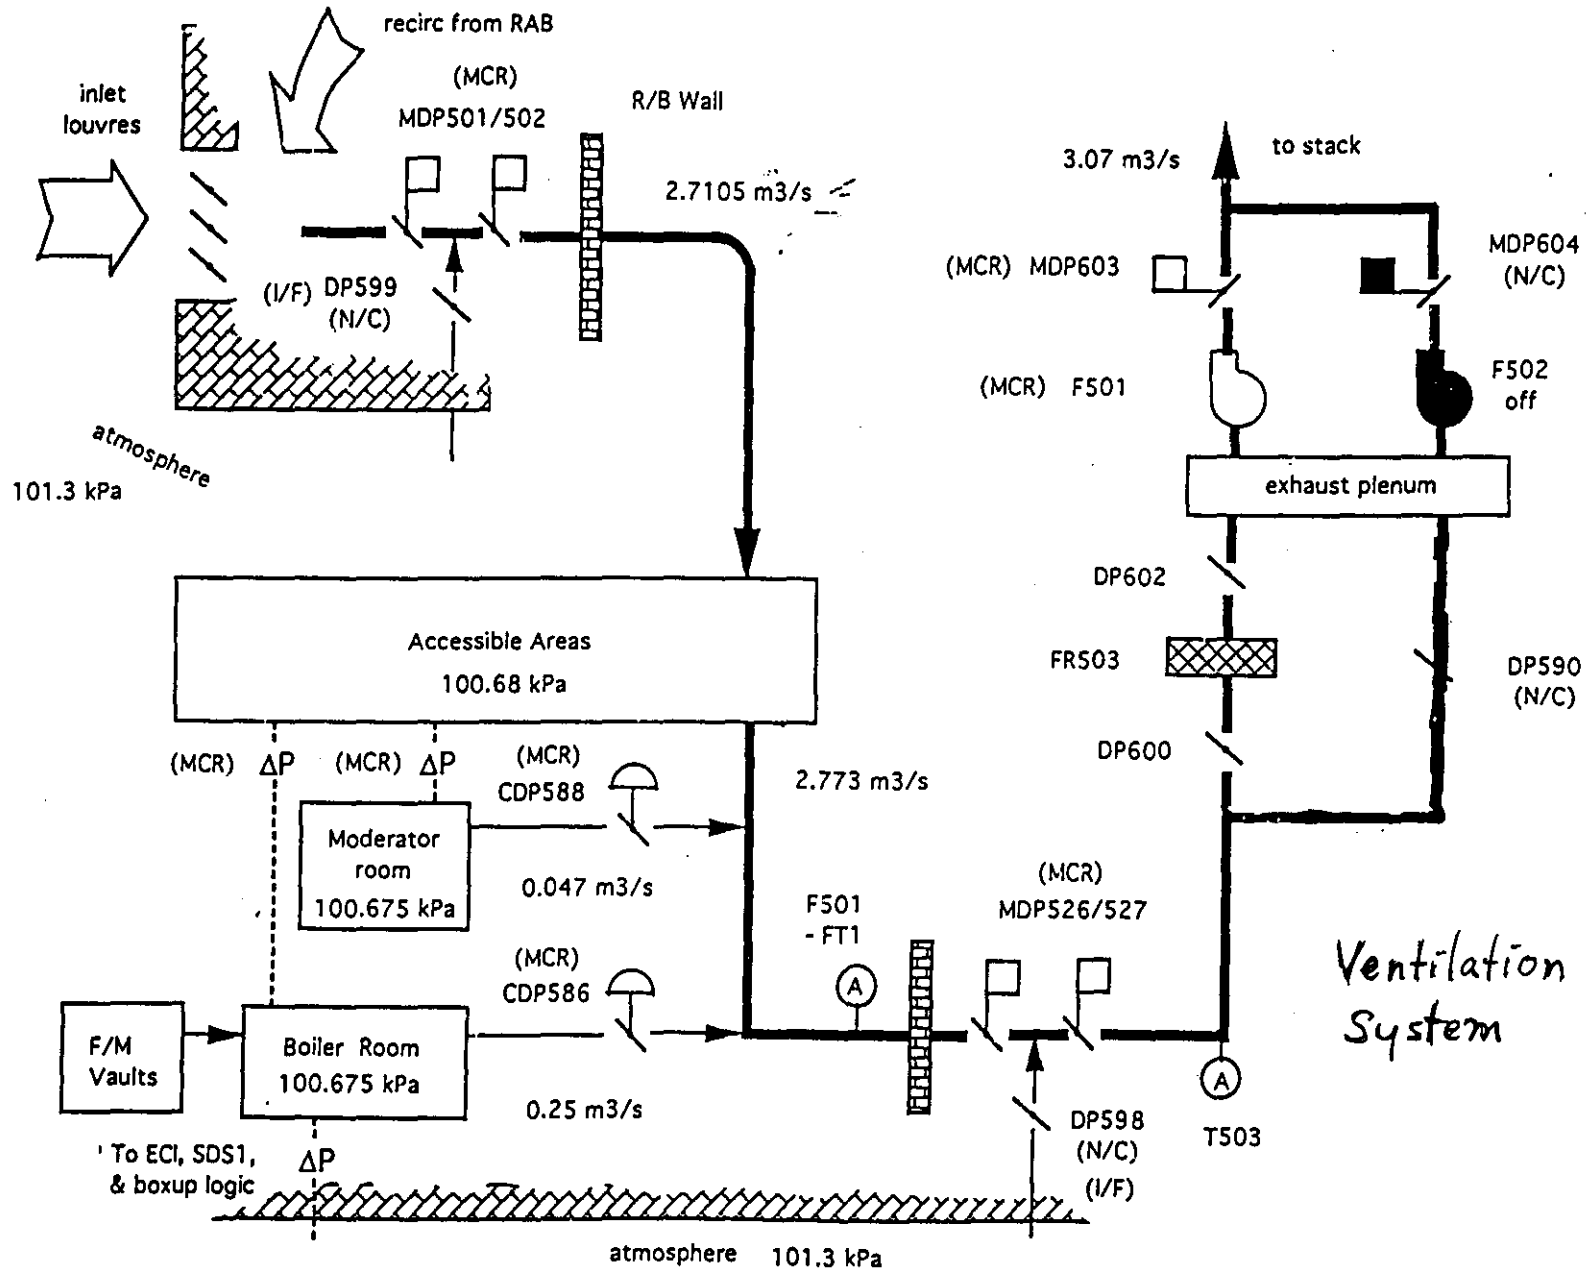 recirc from RAB
(MCR)
MDP501/502
R/B Wall
inlet
louvres
2.7105 m3/s
(I/F) DP599
(N/C)
atmosphere
101.3 kPa
3.07 m3/s
to stack
(MCR) MDP603
MDP604
(N/C)
(MCR) F501
F502
off
exhaust plenum
DP602
FR503
DP590
(N/C)
DP600
Accessible Areas
100.68 kPa
(MCR) ΔP
(MCR) ΔP
(MCR)
CDP588
2.773 m3/s
Moderator
room
100.675 kPa
0.047 m3/s
(MCR)
CDP586
F/M
Vaults
Boiler Room
100.675 kPa
0.25 m3/s
F501
- FT1
A
(MCR)
MDP526/527
Ventilation
System
A
T503
DP598
(N/C)
(I/F)
To ECI, SDS1,
& boxup logic
ΔP
atmosphere 101.3 kPa